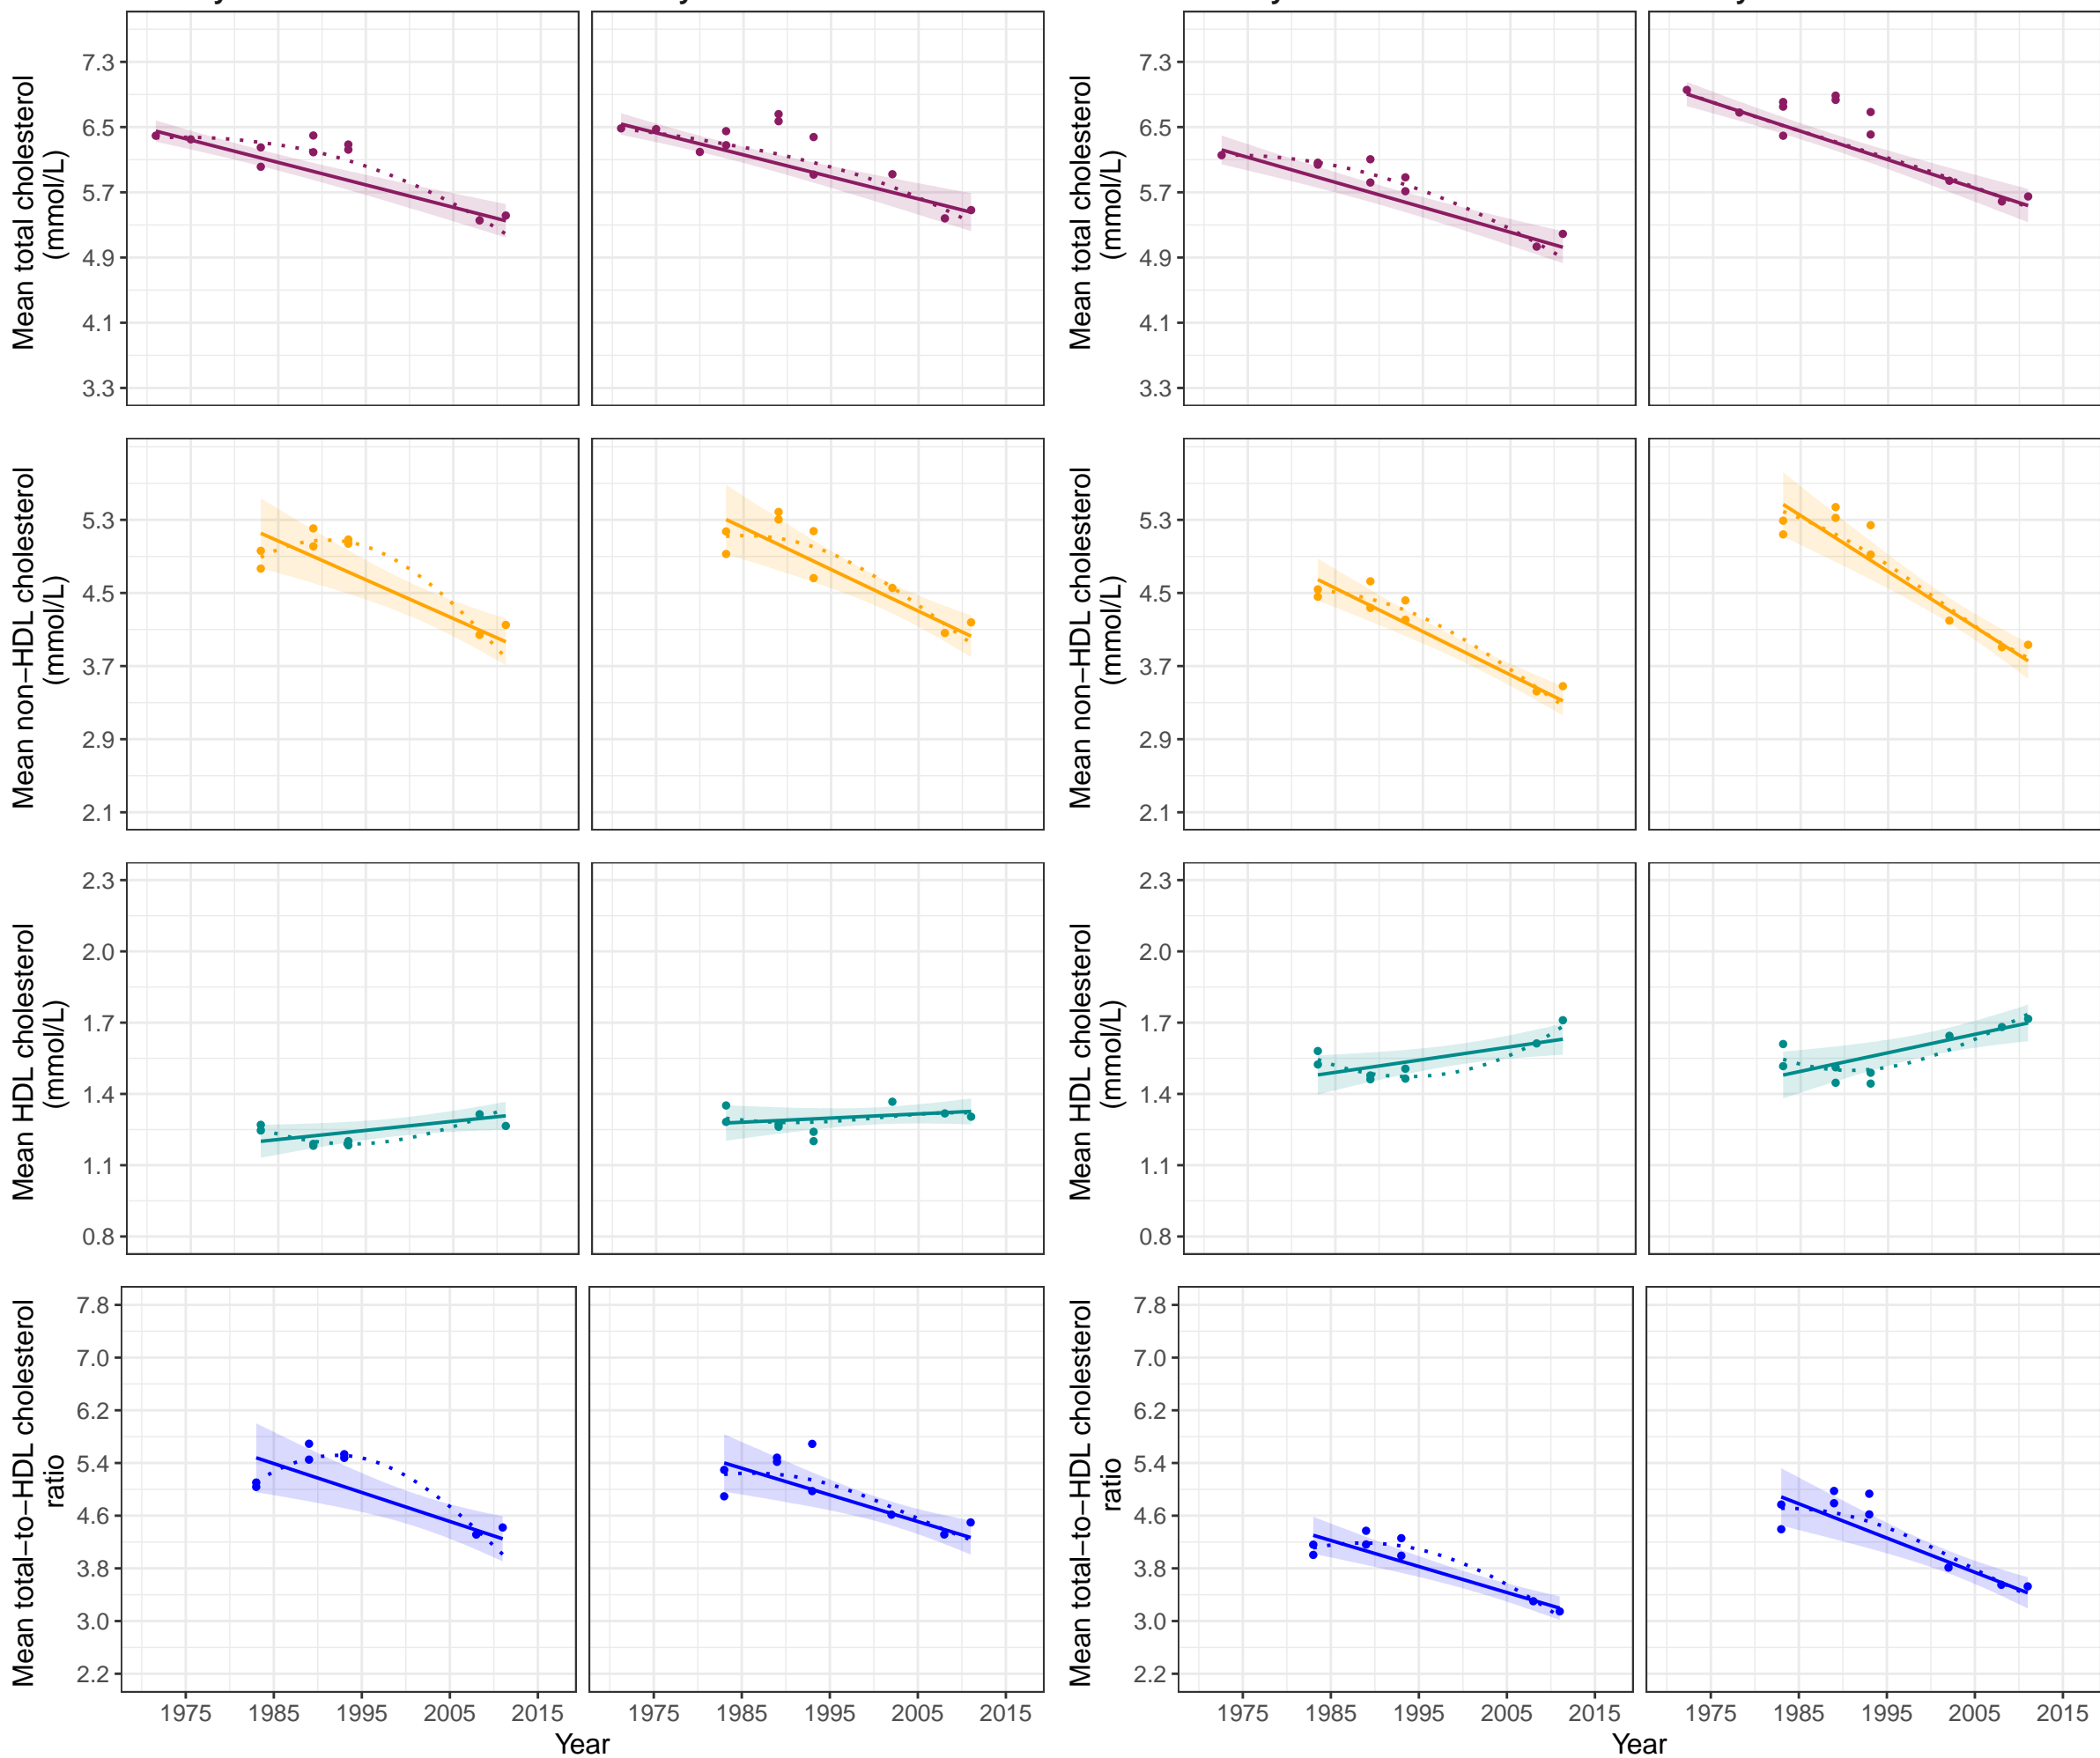 Mean total cholesterol
(mmol/L)
7.3
6.5
5.7
4.9
4.1
3.3
Mean total cholesterol
(mmol/L)
7.3
6.5
5.7
4.9
4.1
3.3
Mean non−HDL cholesterol
(mmol/L)
5.3
4.5
3.7
2.9
2.1
Mean non−HDL cholesterol
(mmol/L)
5.3
4.5
3.7
2.9
2.1
Mean HDL cholesterol
(mmol/L)
2.3
2.0
1.7
1.4
1.1
0.8
Mean HDL cholesterol
(mmol/L)
2.3
2.0
1.7
1.4
1.1
0.8
Mean total−to−HDL cholesterol
ratio
7.8
7.0
6.2
5.4
4.6
3.8
3.0
2.2
Mean total−to−HDL cholesterol
ratio
7.8
7.0
6.2
5.4
4.6
3.8
3.0
2.2
1975 1985 1995 2005 2015 1975 1985 1995 2005 2015
1975 1985 1995 2005 2015 1975 1985 1995 2005 2015
Year
Year